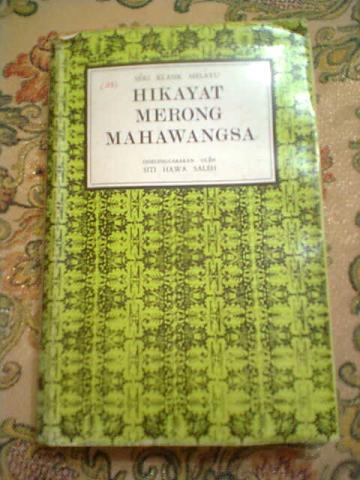 SIRI KLASIK MELAYU
HIKAYAT
MERONG
MAHAWANGSA
DISELENGGARAKAN OLEH
SITI HAWA SALEH